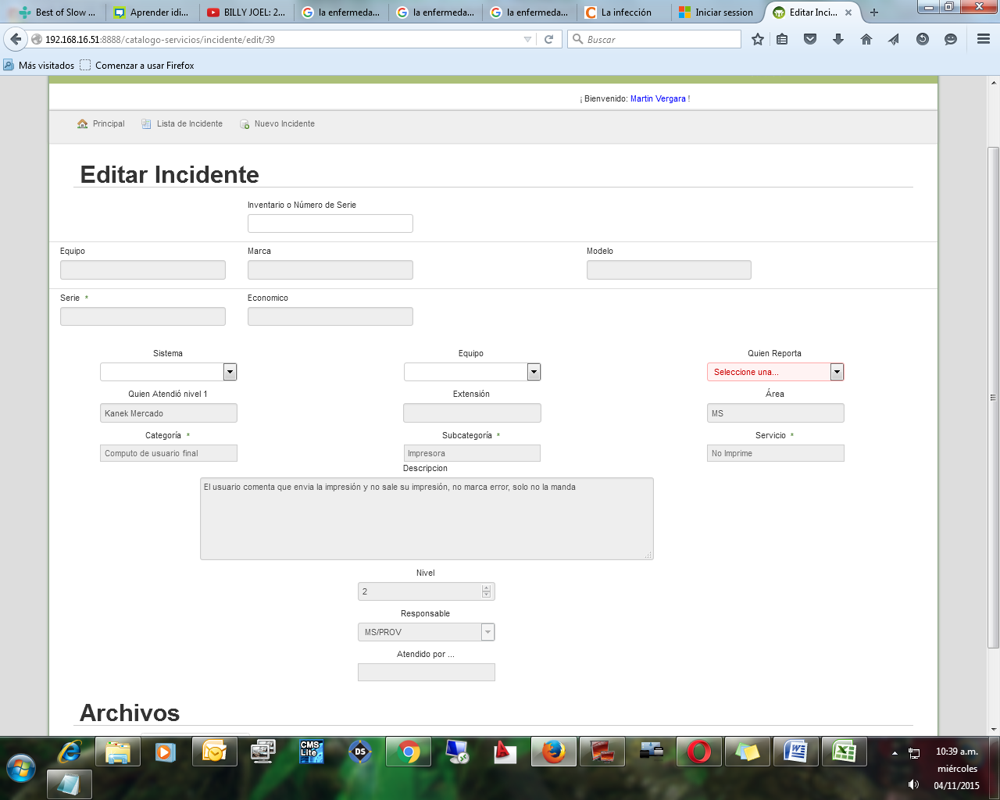 Best of Slow ...
Aprender idi...
BILLY JOEL: 2...
la enfermeda...
la enfermeda...
la enfermeda...
La infección
Iniciar session
Editar Inci...
192.168.16.51:8888/catalogo-servicios/incidente/edit/39
Buscar
Más visitados
Comenzar a usar Firefox
¡ Bienvenido: Martin Vergara !
Principal
Lista de Incidente
Nuevo Incidente
Editar Incidente
Inventario o Número de Serie
Equipo
Marca
Modelo
Serie *
Economico
Sistema
Equipo
Quien Reporta
Seleccione una...
Quien Atendió nivel 1
Extensión
Área
Kanek Mercado
MS
Categoría *
Subcategoría *
Servicio *
Computo de usuario final
Impresora
No Imprime
Descripcion
El usuario comenta que envia la impresión y no sale su impresión, no marca error, solo no la manda
Nivel
2
Responsable
MS/PROV
Atendido por ...
Archivos
CMS
Lite
DS
10:39 a.m.
miércoles
04/11/2015